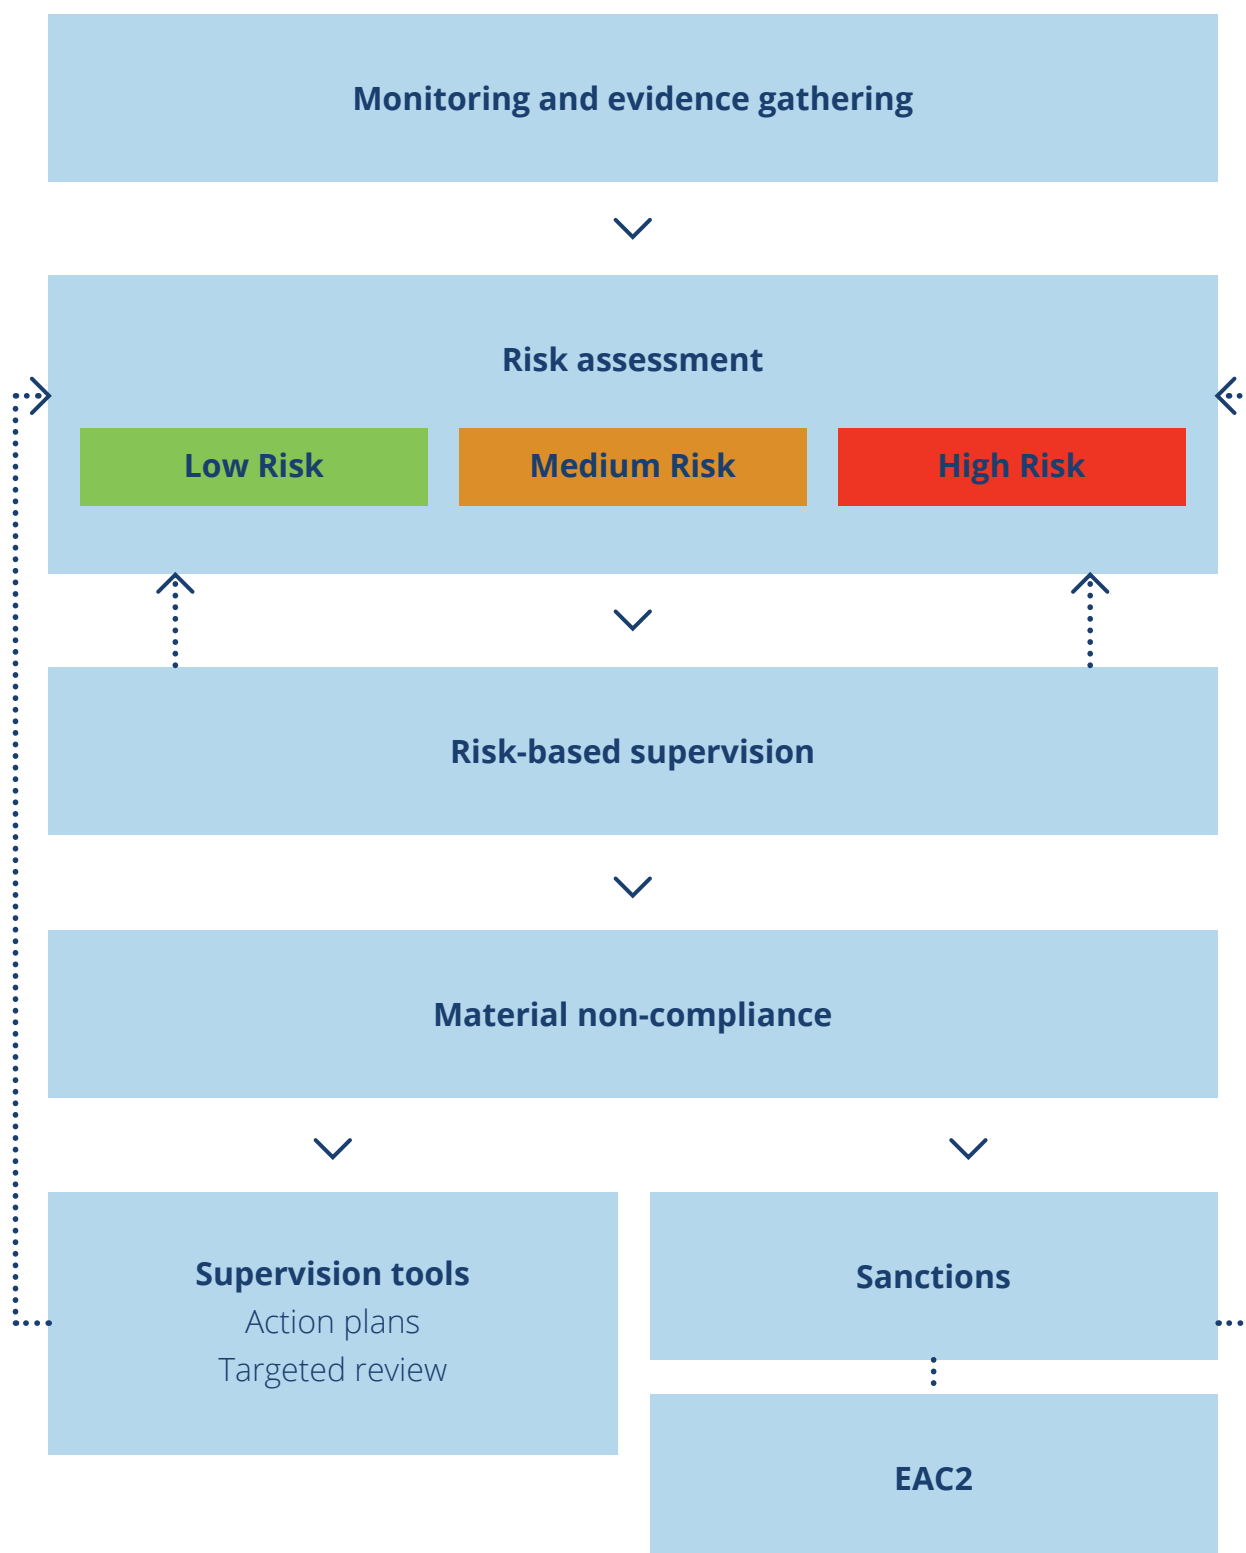 Monitoring and evidence gathering
Risk assessment
Low Risk
Medium Risk
High Risk
Risk-based supervision
Material non-compliance
Supervision tools
Action plans
Targeted review
Sanctions
EAC2